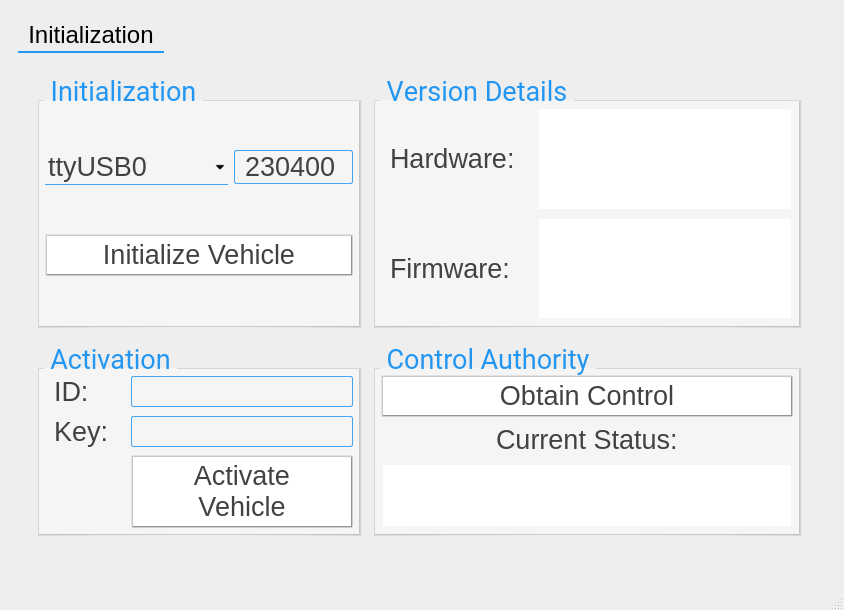 Initialization
Initialization
ttyUSB0
230400
Initialize Vehicle
Version Details
Hardware:
Firmware:
Activation
ID:
Key:
Activate
Vehicle
Control Authority
Obtain Control
Current Status: